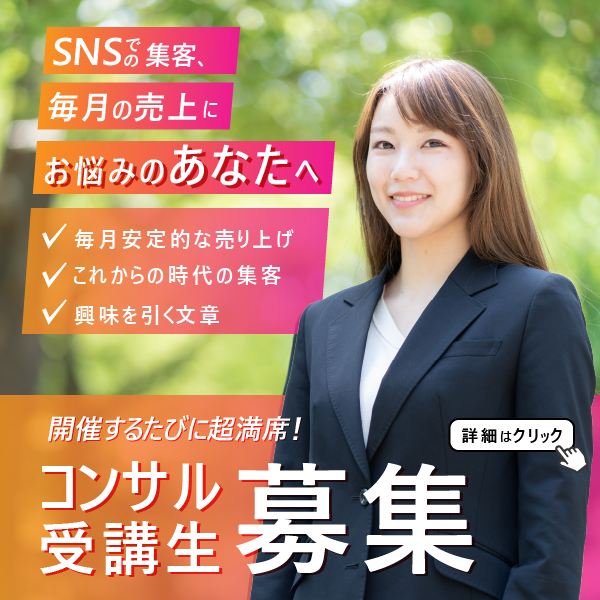 SNSでの集客、
毎月の売上に
お悩みのあなたへ
毎月安定的な売り上げ
これからの時代の集客
興味を引く文章
開催するたびに超満席!
詳細はクリック
コンサル
受講生
募集